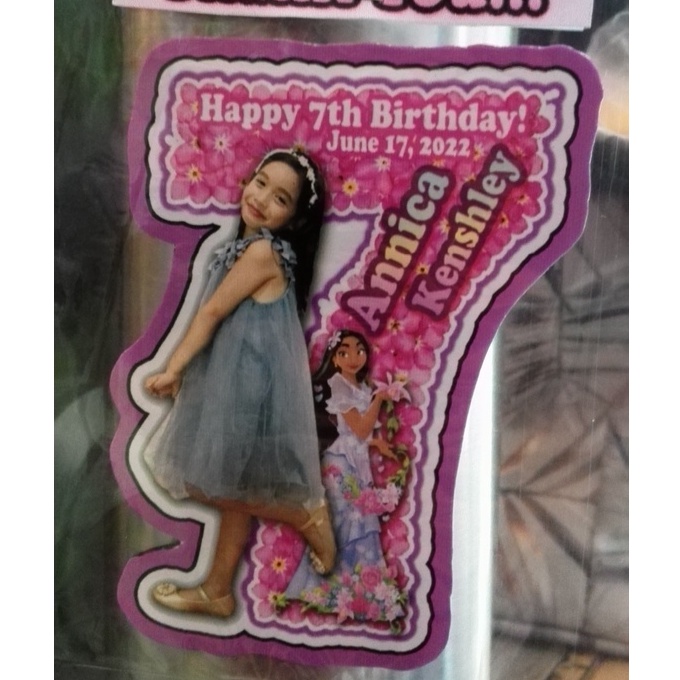 Happy 7th Birthday!
June 17, 2022
Annica
Kenshley